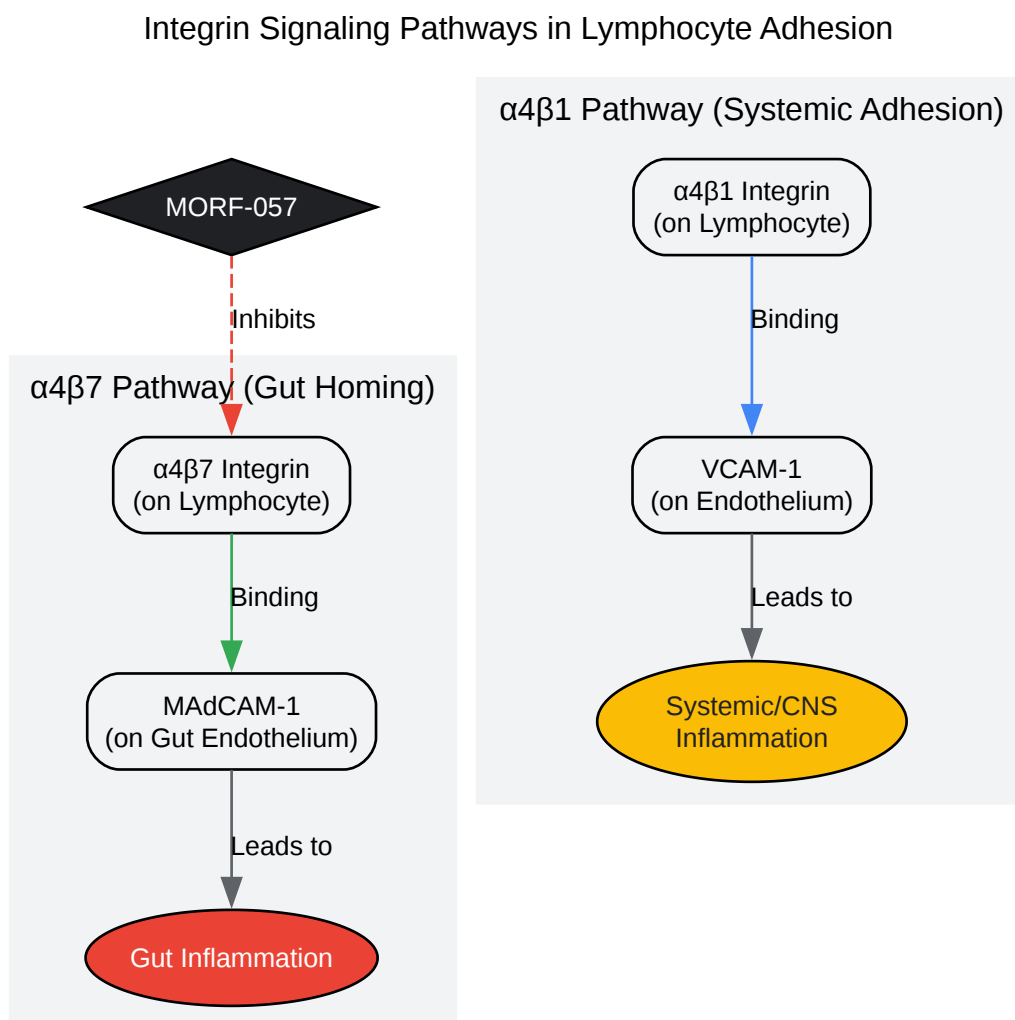 Integrin Signaling Pathways in Lymphocyte Adhesion
MORF-057
Inhibits
α4β7 Pathway (Gut Homing)
α4β7 Integrin
(on Lymphocyte)
Binding
MAdCAM-1
(on Gut Endothelium)
Leads to
Gut Inflammation
α4β1 Pathway (Systemic Adhesion)
α4β1 Integrin
(on Lymphocyte)
Binding
VCAM-1
(on Endothelium)
Leads to
Systemic/CNS
Inflammation